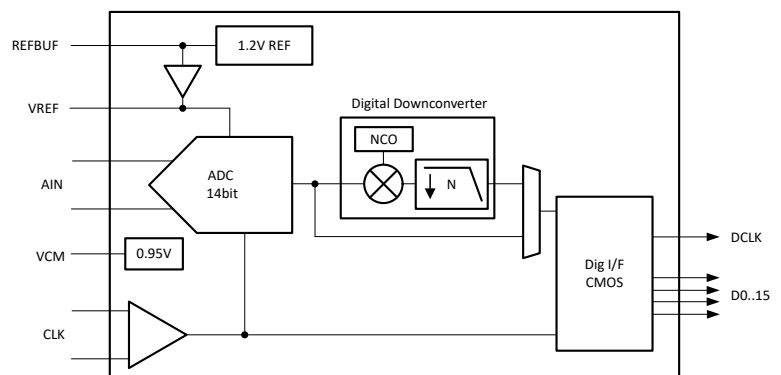 REFBUF
1.2V REF
VREF
Digital Downconverter
NCO
ADC
14bit
AIN
N
VCM
0.95V
DCLK
Dig I/F
CMOS
D0..15
CLK